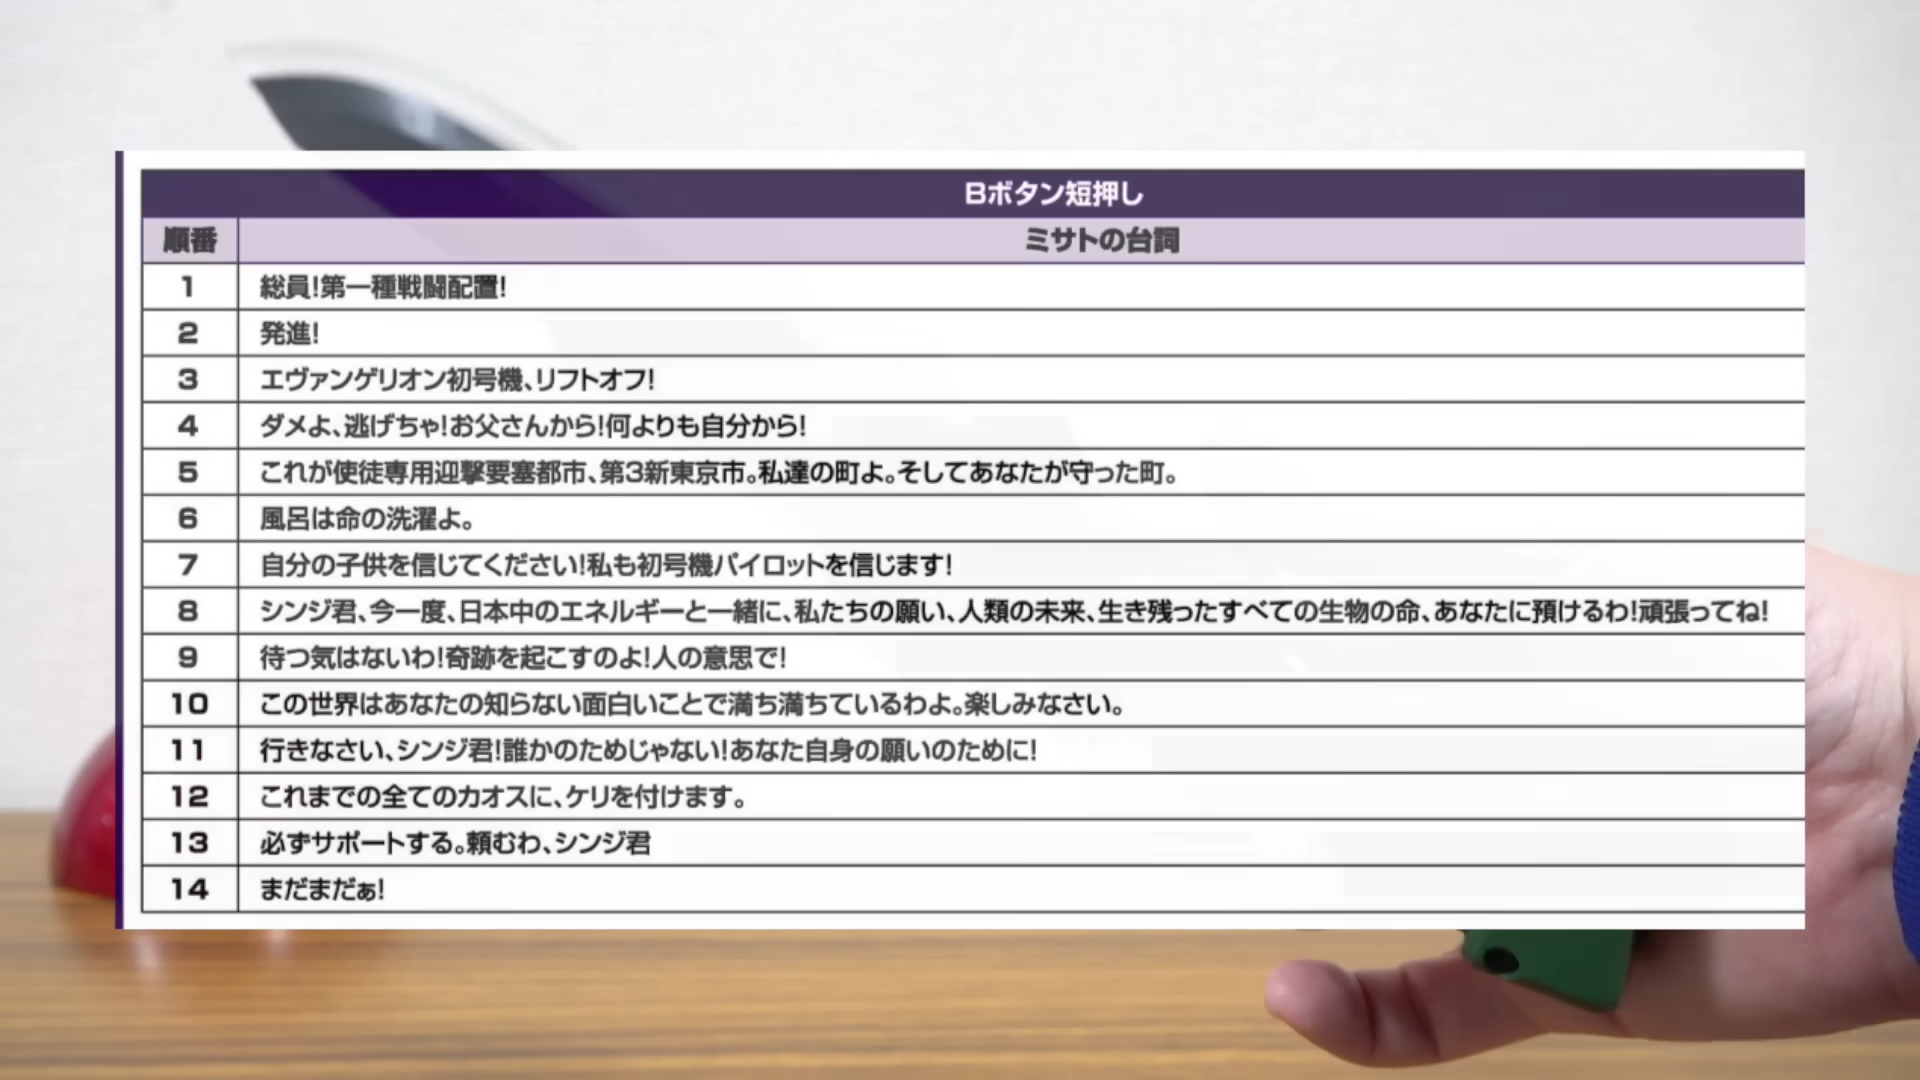 Bボタン短押し
順番 ミサトの台詞
1 総員!第一種戦闘配置!
2 発進!
3 エヴァンゲリオン初号機、リフトオフ!
4 ダメよ、逃げちゃ!お父さんから!何よりも自分から!
5 これが使徒専用迎撃要塞都市、第3新東京市。私達の町よ。そしてあなたが守った町。
6 風呂は命の洗濯よ。
7 自分の子供を信じてください!私も初号機パイロットを信じます!
8 シンジ君、今一度、日本中のエネルギーと一緒に、私たちの願い、人類の未来、生き残ったすべての生物の命、あなたに預けるわ!頑張ってね!
9 待つ気はないわ!奇跡を起こすのよ!人の意思で!
10 この世界はあなたの知らない面白いことで満ち満ちているわよ。楽しみなさい。
11 行きなさい、シンジ君!誰かのためじゃない!あなた自身の願いのために!
12 これまでの全てのカオスに、ケリを付けます。
13 必ずサポートする。頼むわ、シンジ君
14 まだまだぁ!